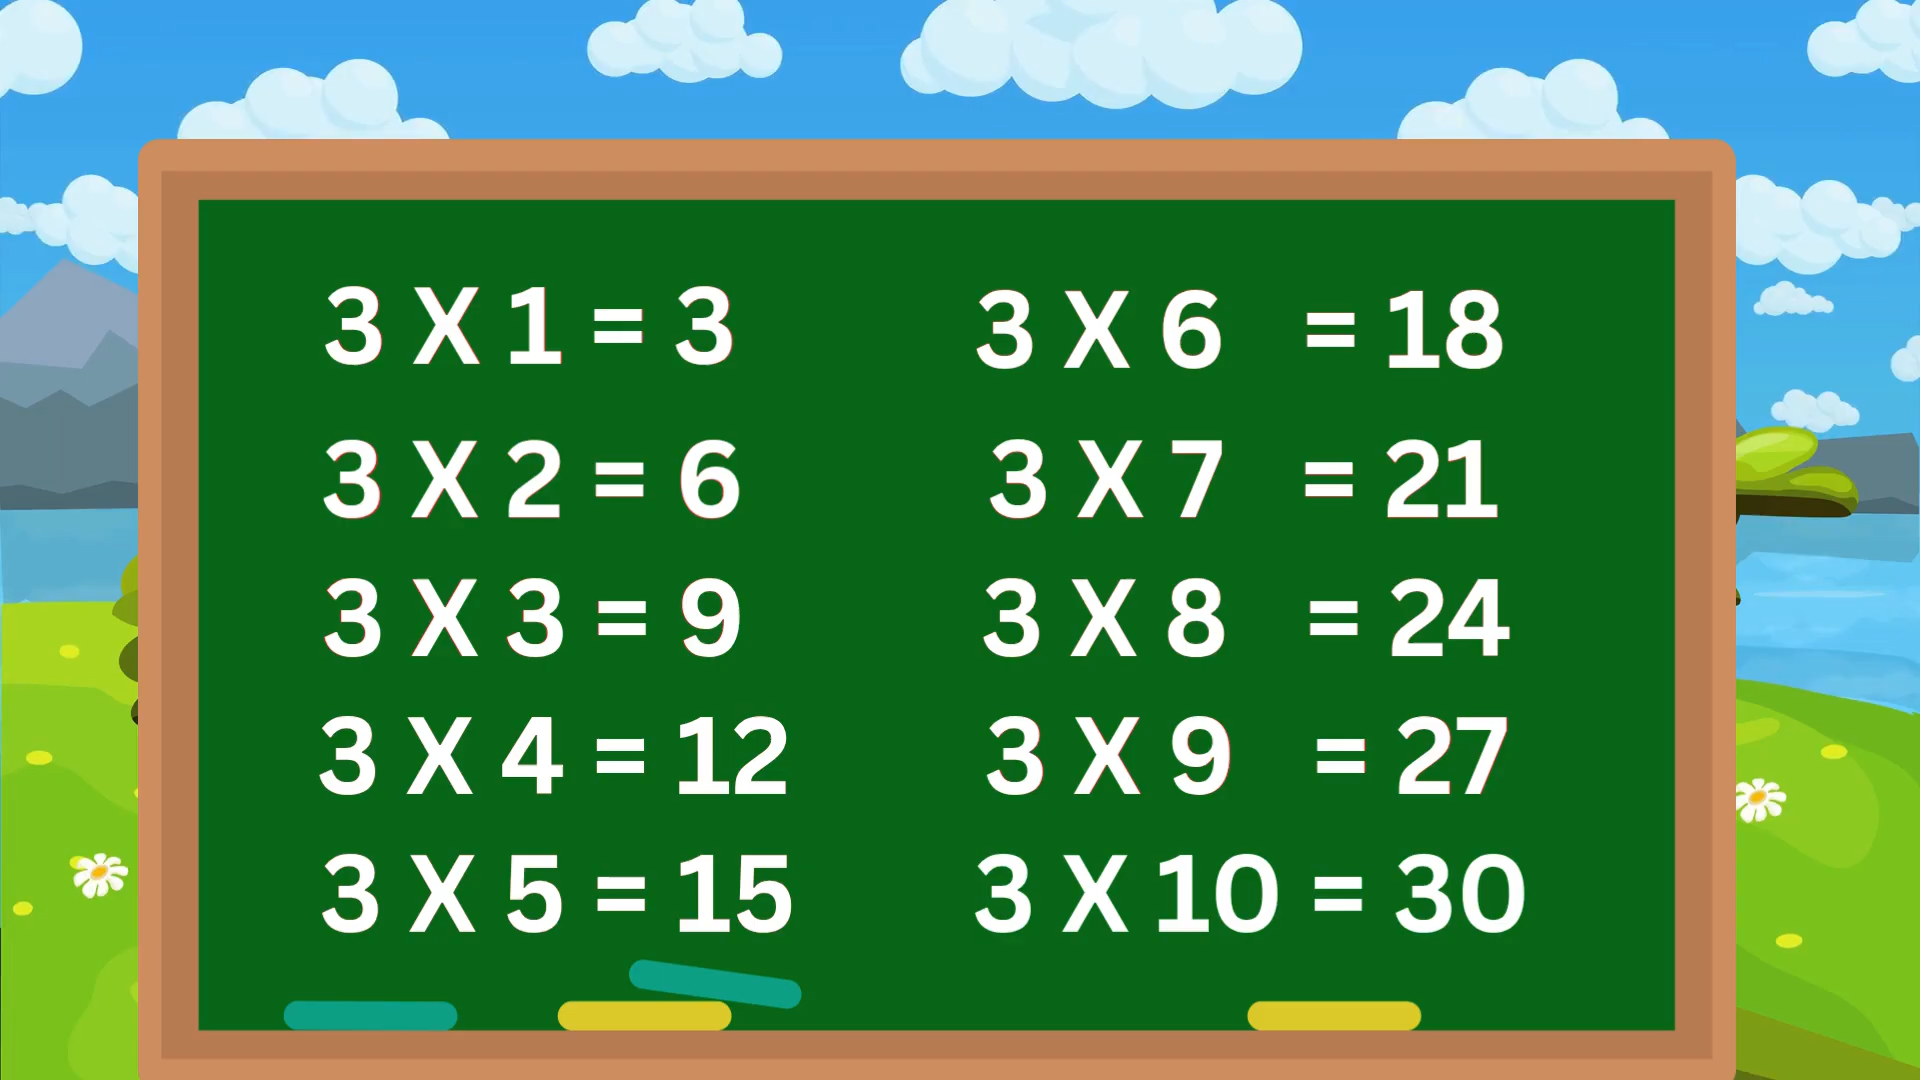 3 X 1 = 3
3 X 2 = 6
3 X 3 = 9
3 X 4 = 12
3 X 5 = 15
3 X 6 = 18
3 X 7 = 21
3 X 8 = 24
3 X 9 = 27
3 X 10 = 30